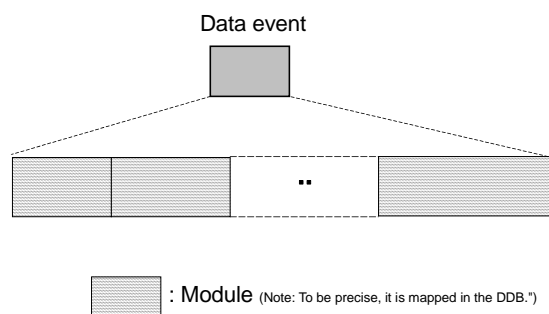 Data event
..
: Module (Note: To be precise, it is mapped in the DDB.")